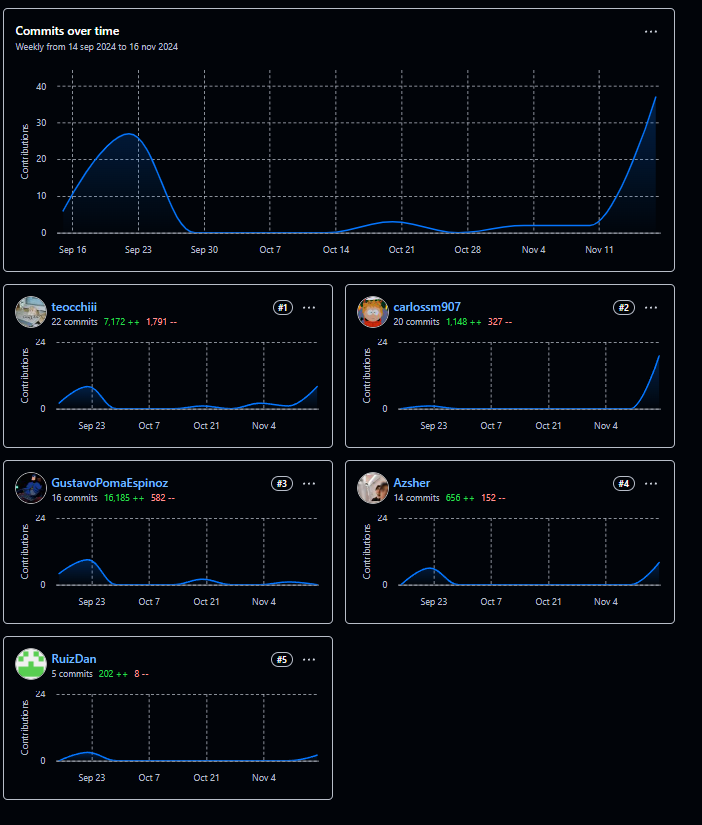 Commits over time
Weekly from 14 sep 2024 to 16 nov 2024
Contributions
40
30
20
10
0
Sep 16 Sep 23 Sep 30 Oct 7 Oct 14 Oct 21 Oct 28 Nov 4 Nov 11
teocchiii #1
22 commits 7,172 ++ 1,791 --
Contributions
24
0
Sep 23 Oct 7 Oct 21 Nov 4
carlossm907 #2
20 commits 1,148 ++ 327 --
Contributions
24
0
Sep 23 Oct 7 Oct 21 Nov 4
GustavoPomaEspinoz #3
16 commits 16,185 ++ 582 --
Contributions
24
0
Sep 23 Oct 7 Oct 21 Nov 4
Azsher #4
14 commits 656 ++ 152 --
Contributions
24
0
Sep 23 Oct 7 Oct 21 Nov 4
RuizDan #5
5 commits 202 ++ 8 --
Contributions
24
0
Sep 23 Oct 7 Oct 21 Nov 4